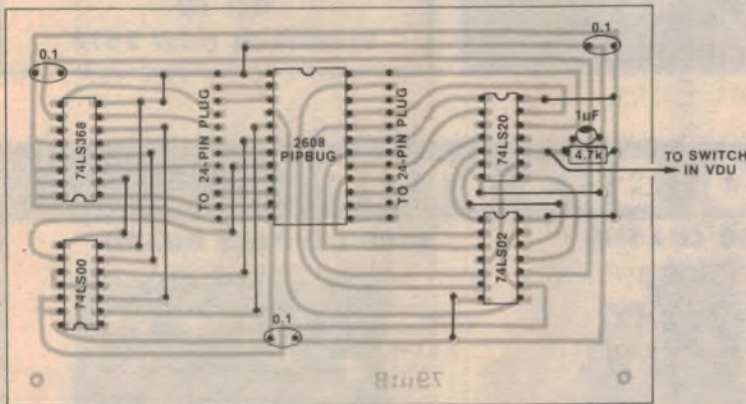 0.1
0.1
74LS368
TO 24-PIN PLUG
2608
PIPBUG
TO 24-PIN PLUG
74LS20
1uF
4.7k
TO SWITCH
IN VDU
74LS00
74LS02
0.1
79ut8